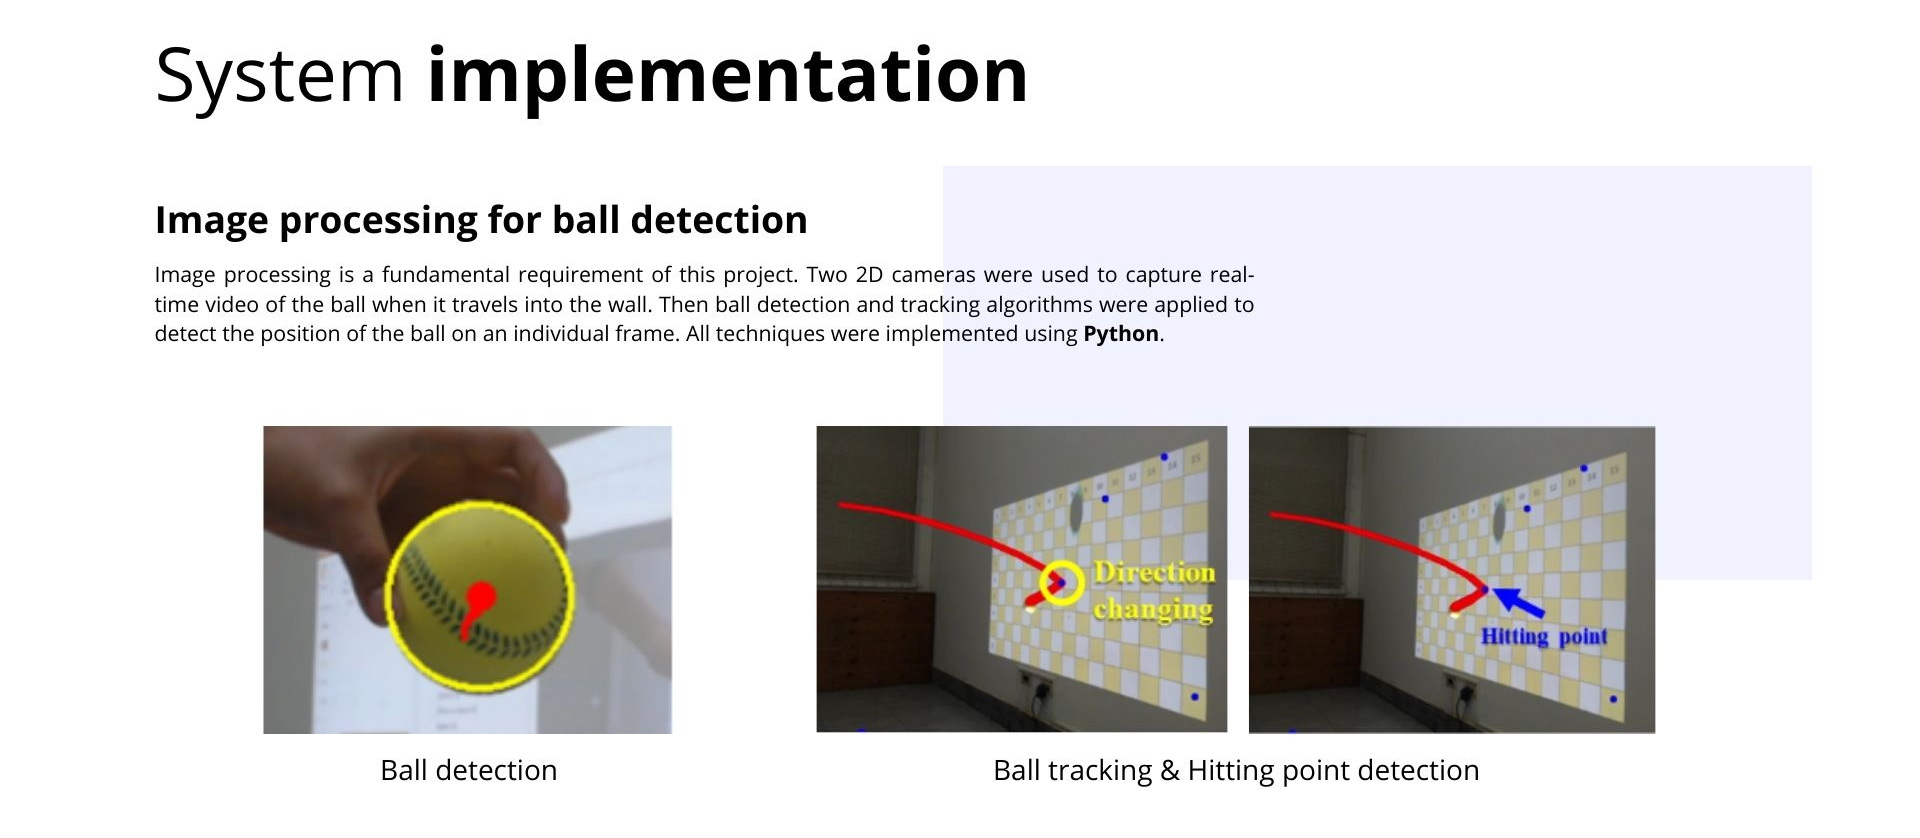 System implementation
Image processing for ball detection
Image processing is a fundamental requirement of this project. Two 2D cameras were used to capture real-
time video of the ball when it travels into the wall. Then ball detection and tracking algorithms were applied to
detect the position of the ball on an individual frame. All techniques were implemented using Python.
Direction
changing
Hitting point
Ball detection
Ball tracking & Hitting point detection